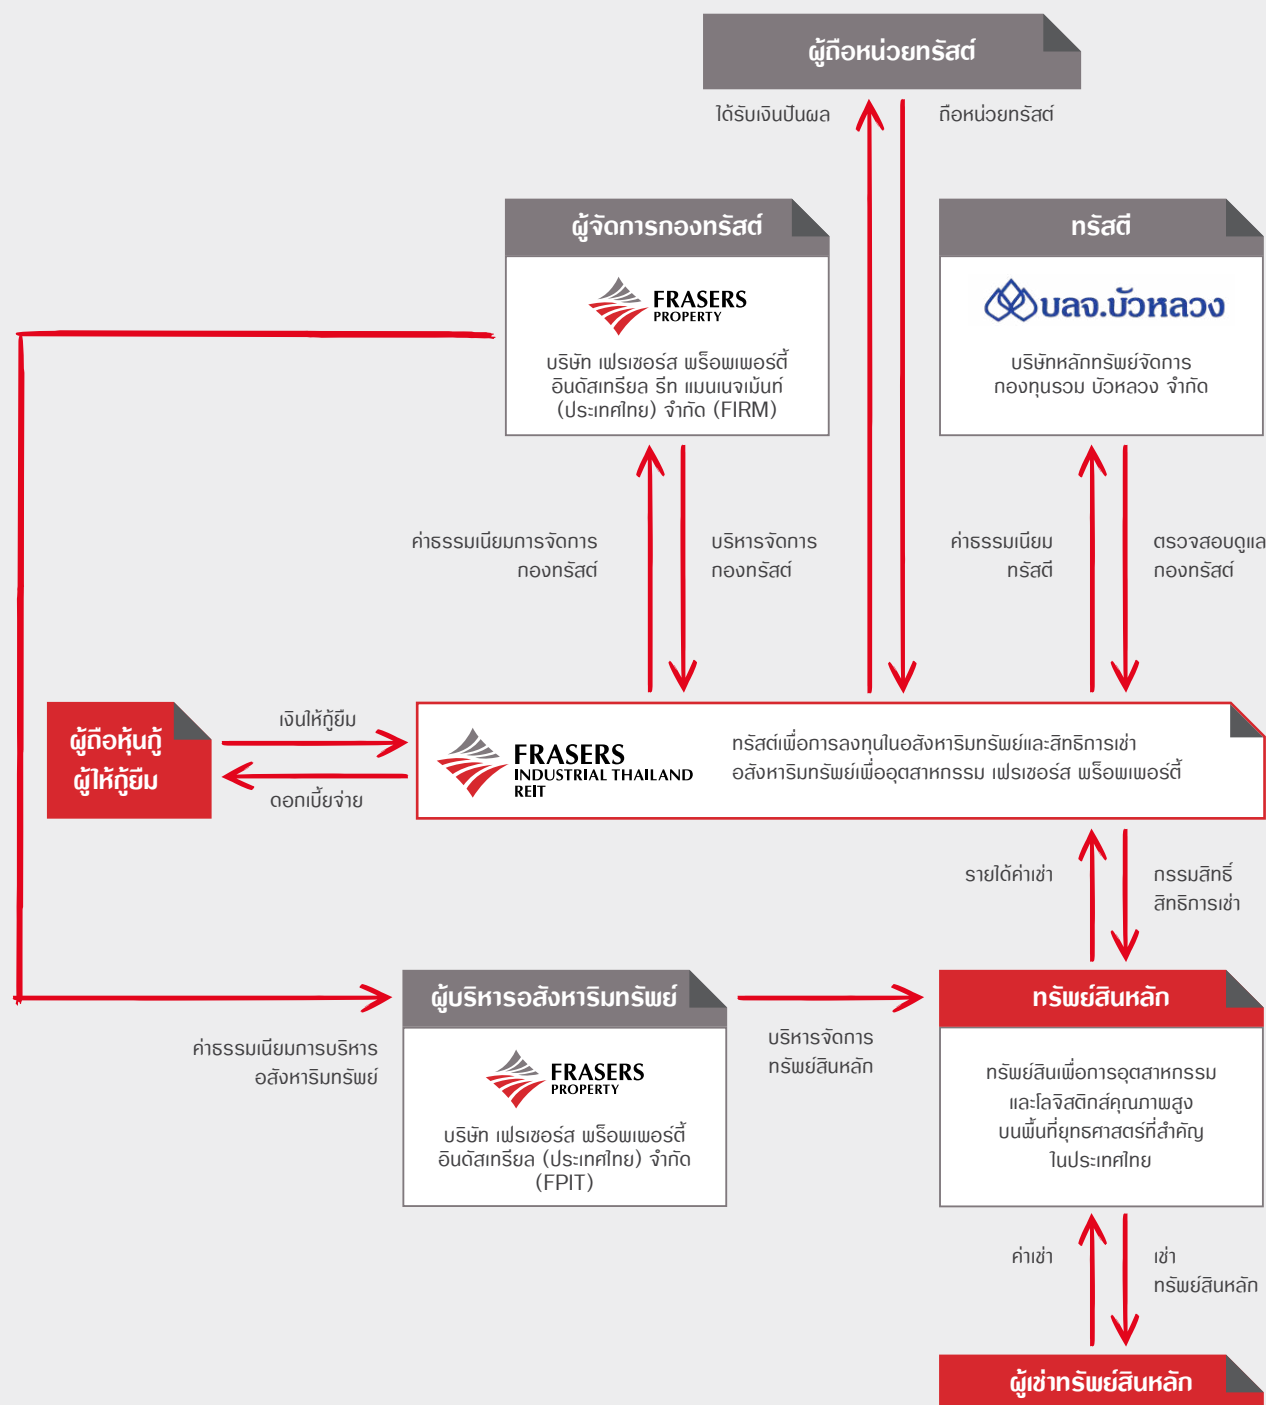 ผู้ถือหน่วยทรัสต์
ได้รับเงินปันผล
ถือหน่วยทรัสต์
ผู้จัดการกองทรัสต์
FRASERS
PROPERTY
บริษัท เฟรเซอร์ส พร็อพเพอร์ตี้
อินดัสเทรียล รีท แมนเนจเม้นท์
(ประเทศไทย) จำกัด (FIRM)
ทรัสตี
บลจ.บัวหลวง
บริษัทหลักทรัพย์จัดการ
กองทุนรวม บัวหลวง จำกัด
ค่าธรรมเนียมการจัดการ
กองทรัสต์
บริหารจัดการ
กองทรัสต์
ค่าธรรมเนียม
ทรัสตี
ตรวจสอบดูแล
กองทรัสต์
ผู้ถือหุ้นกู้
ผู้ให้กู้ยืม
เงินให้กู้ยืม
ดอกเบี้ยจ่าย
FRASERS
INDUSTRIAL THAILAND
REIT
ทรัสต์เพื่อการลงทุนในอสังหาริมทรัพย์และสิทธิการเช่า
อสังหาริมทรัพย์เพื่ออุตสาหกรรม เฟรเซอร์ส พร็อพเพอร์ตี้
รายได้ค่าเช่า
กรรมสิทธิ์
สิทธิการเช่า
ค่าธรรมเนียมการบริหาร
อสังหาริมทรัพย์
ผู้บริหารอสังหาริมทรัพย์
FRASERS
PROPERTY
บริษัท เฟรเซอร์ส พร็อพเพอร์ตี้
อินดัสเทรียล (ประเทศไทย) จำกัด
(FPIT)
บริหารจัดการ
ทรัพย์สินหลัก
ทรัพย์สินหลัก
ทรัพย์สินเพื่อการอุตสาหกรรม
และโลจิสติกส์คุณภาพสูง
บนพื้นที่ยุทธศาสตร์ที่สำคัญ
ในประเทศไทย
ค่าเช่า
เช่า
ทรัพย์สินหลัก
ผู้เช่าทรัพย์สินหลัก